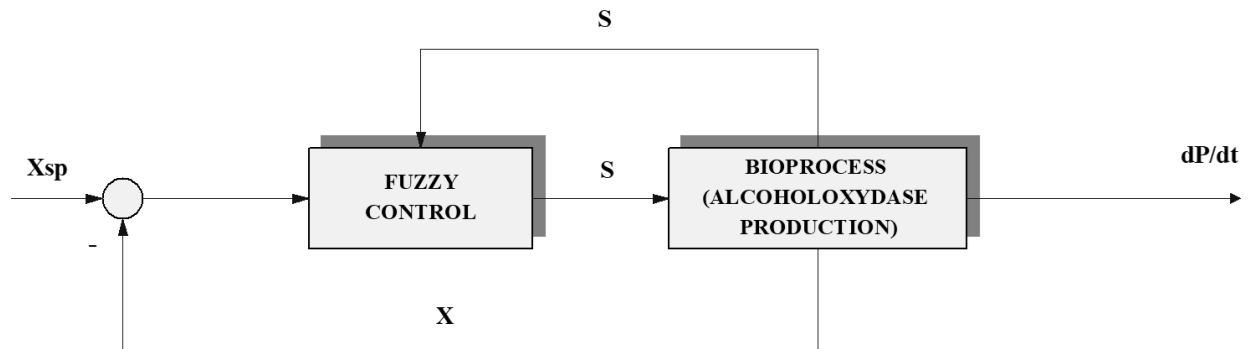 S
Xsp
FUZZY
CONTROL
S
BIOPROCESS
(ALCOHOLOXYDASE
PRODUCTION)
dP/dt
-
X